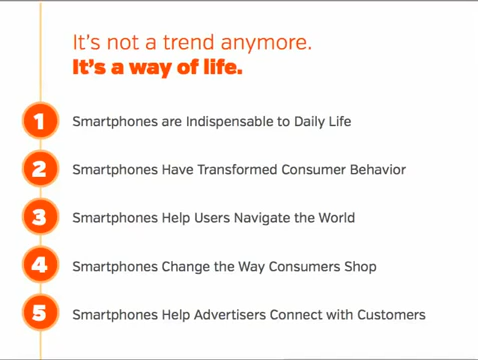 It's not a trend anymore.
It's a way of life.
1 Smartphones are Indispensable to Daily Life
2 Smartphones Have Transformed Consumer Behavior
3 Smartphones Help Users Navigate the World
4 Smartphones Change the Way Consumers Shop
5 Smartphones Help Advertisers Connect with Customers